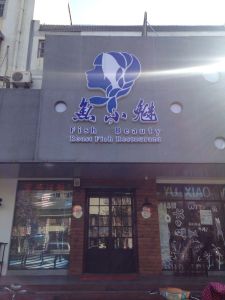 鱼小魅
Fish Beauty
Roast Fish Restaurant
YU XIAO